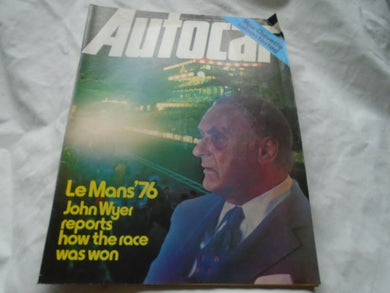 Autocar
Le Mans '76
John Wyer
reports
how the race
was won